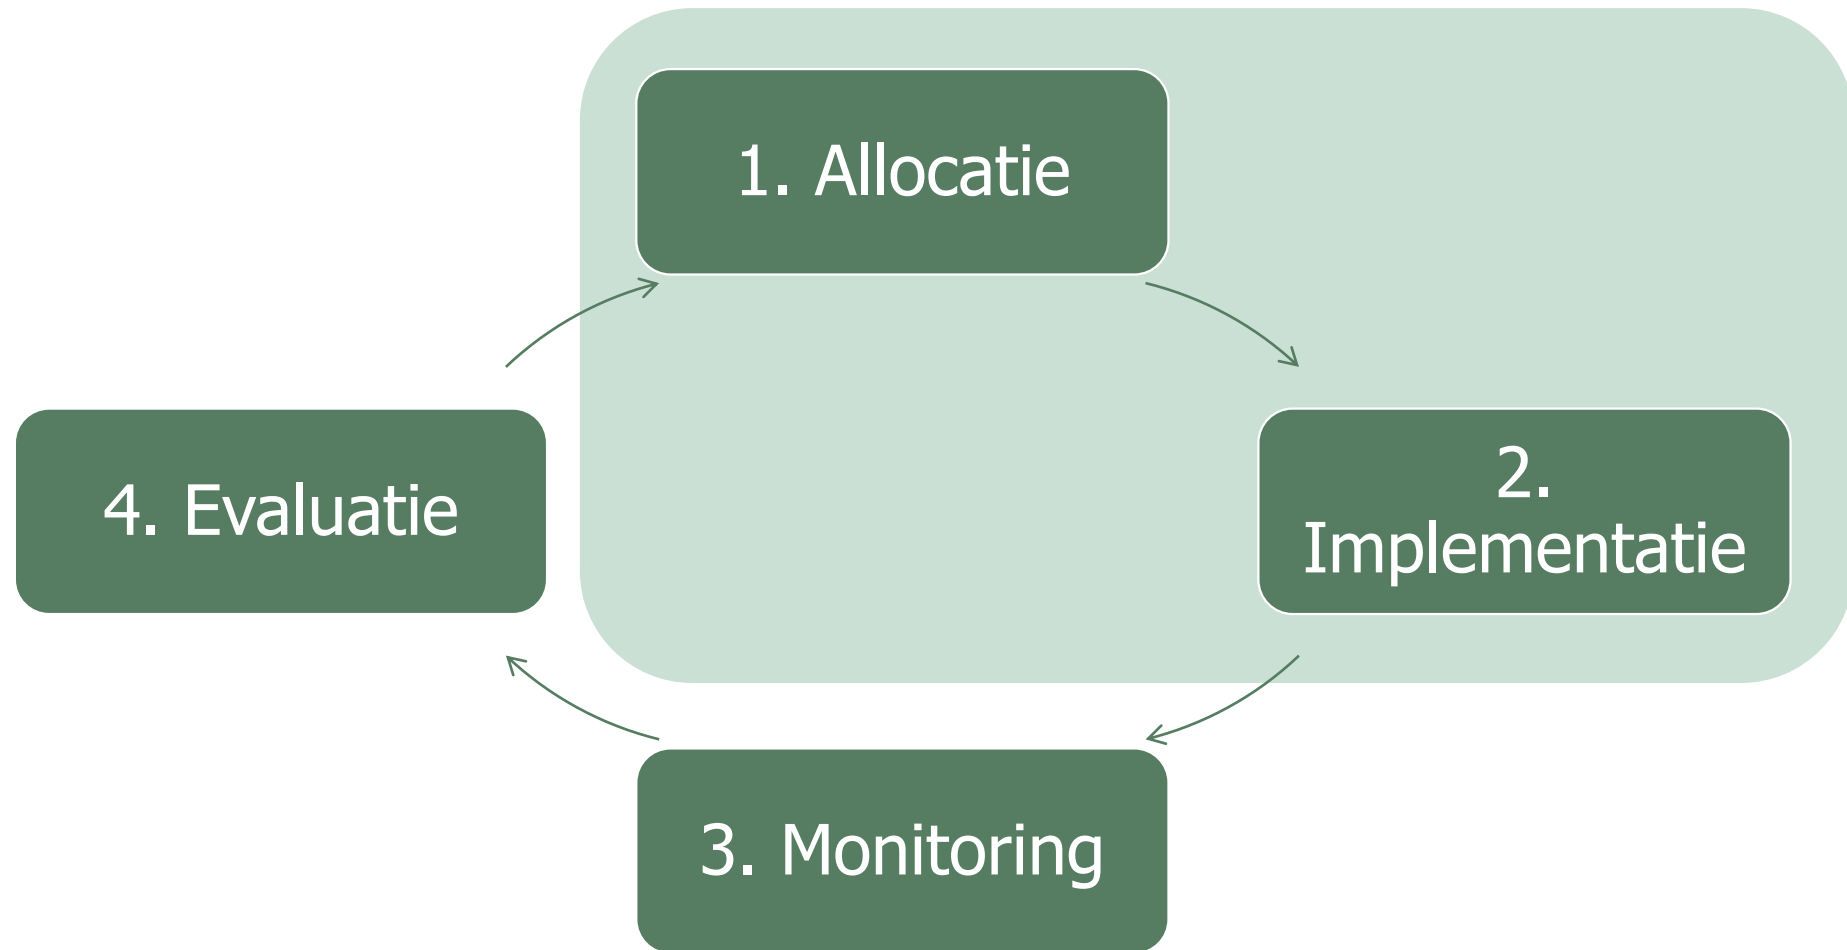 1. Allocatie
2.
Implementatie
3. Monitoring
4. Evaluatie